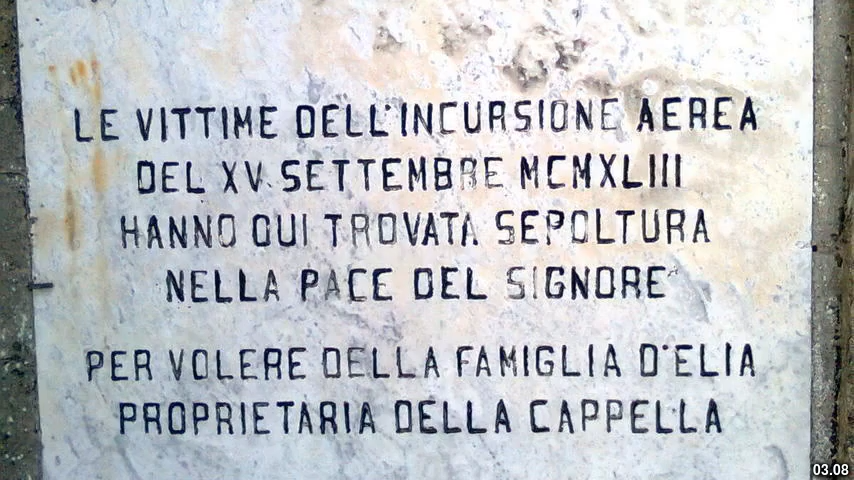 LE VITTIME DELL'INCURSIONE AEREA
DEL XV SETTEMBRE MCMXLIII
HANNO QUI TROVATA SEPOLTURA
NELLA PACE DEL SIGNORE
PER VOLERE DELLA FAMIGLIA D'ELIA
PROPRIETARIA DELLA CAPPELLA
03.08